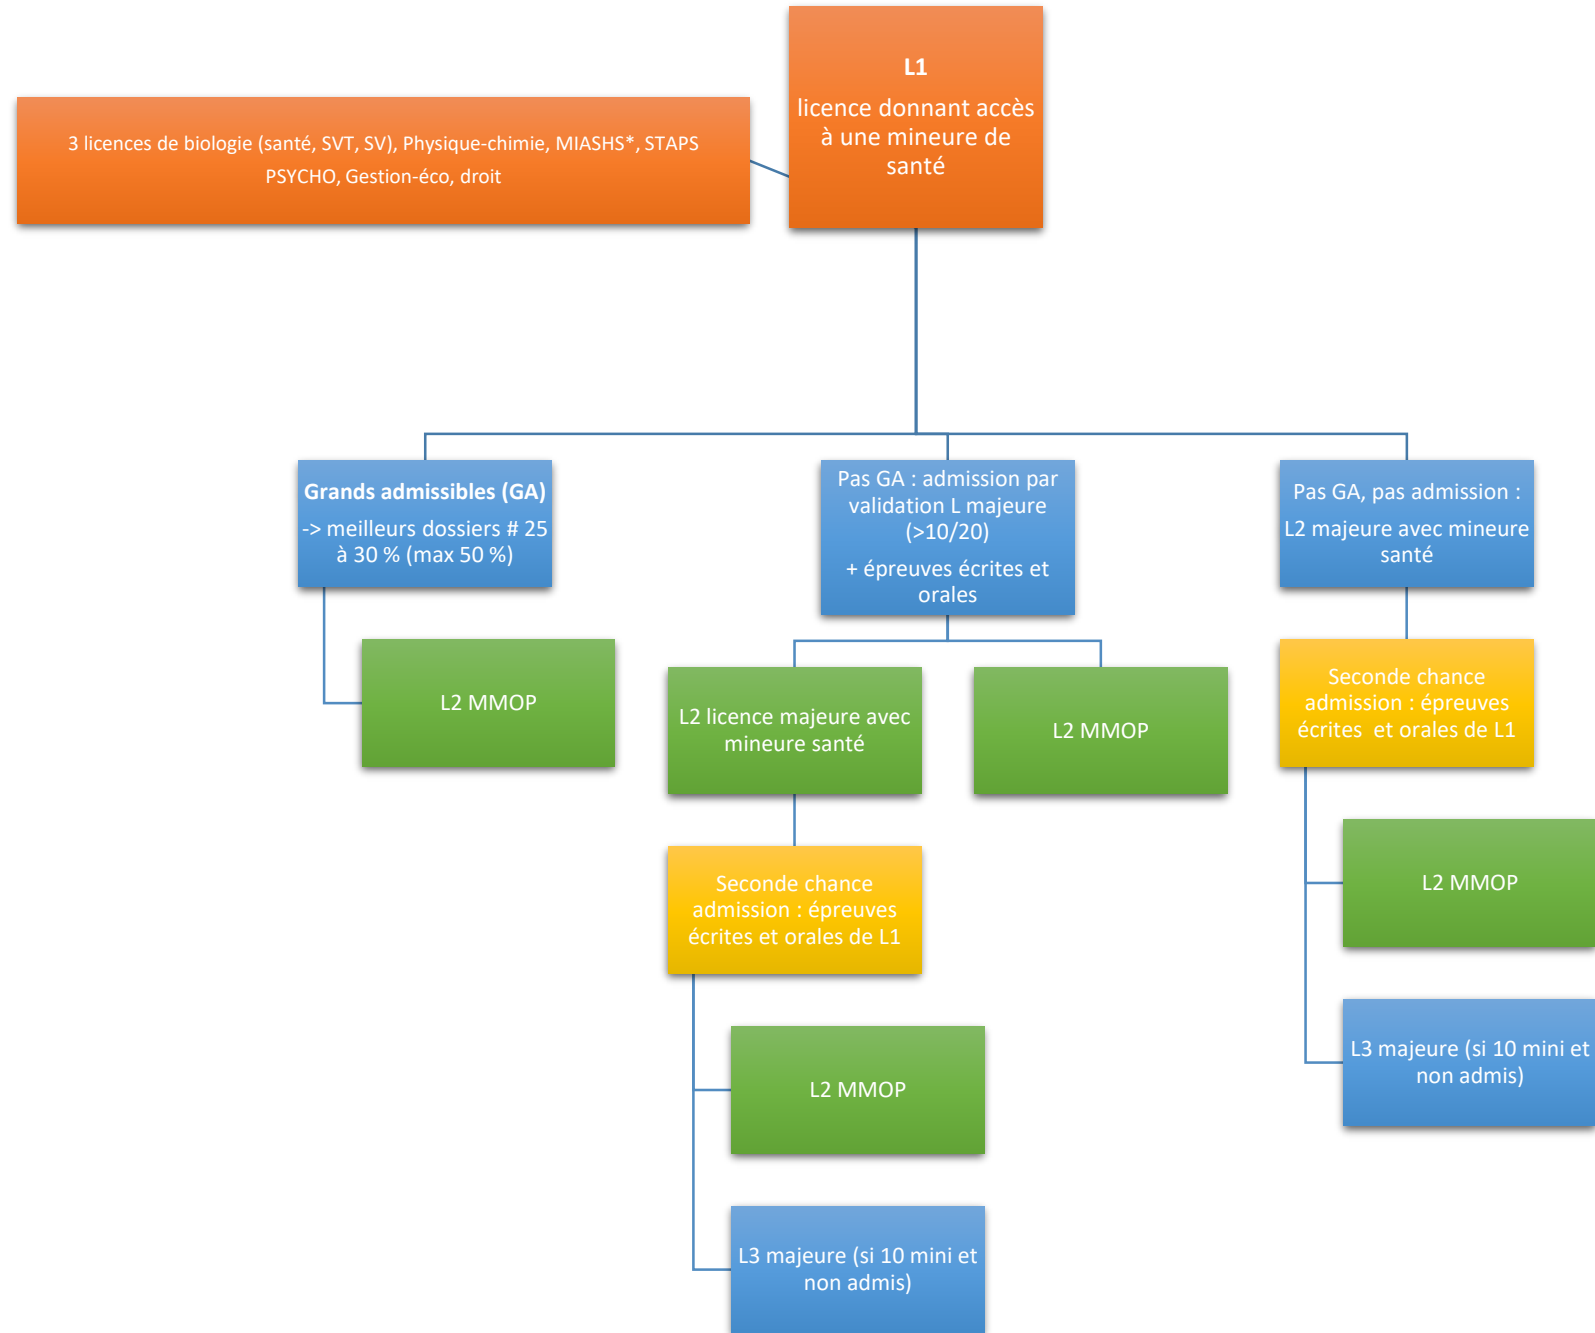 L1
licence donnant accès
à une mineure de
santé
3 licences de biologie (santé, SVT, SV), Physique-chimie, MIASHS*, STAPS
PSYCHO, Gestion-éco, droit
Grands admissibles (GA)
-> meilleurs dossiers # 25
à 30 % (max 50 %)
L2 MMOP
Pas GA : admission par
validation L majeure
(>10/20)
+ épreuves écrites et
orales
L2 licence majeure avec
mineure santé
Seconde chance
admission : épreuves
écrites et orales de L1
L2 MMOP
L3 majeure (si 10 mini et
non admis)
L2 MMOP
Pas GA, pas admission :
L2 majeure avec mineure
santé
Seconde chance
admission : épreuves
écrites  et orales de L1
L2 MMOP
L3 majeure (si 10 mini et
non admis)